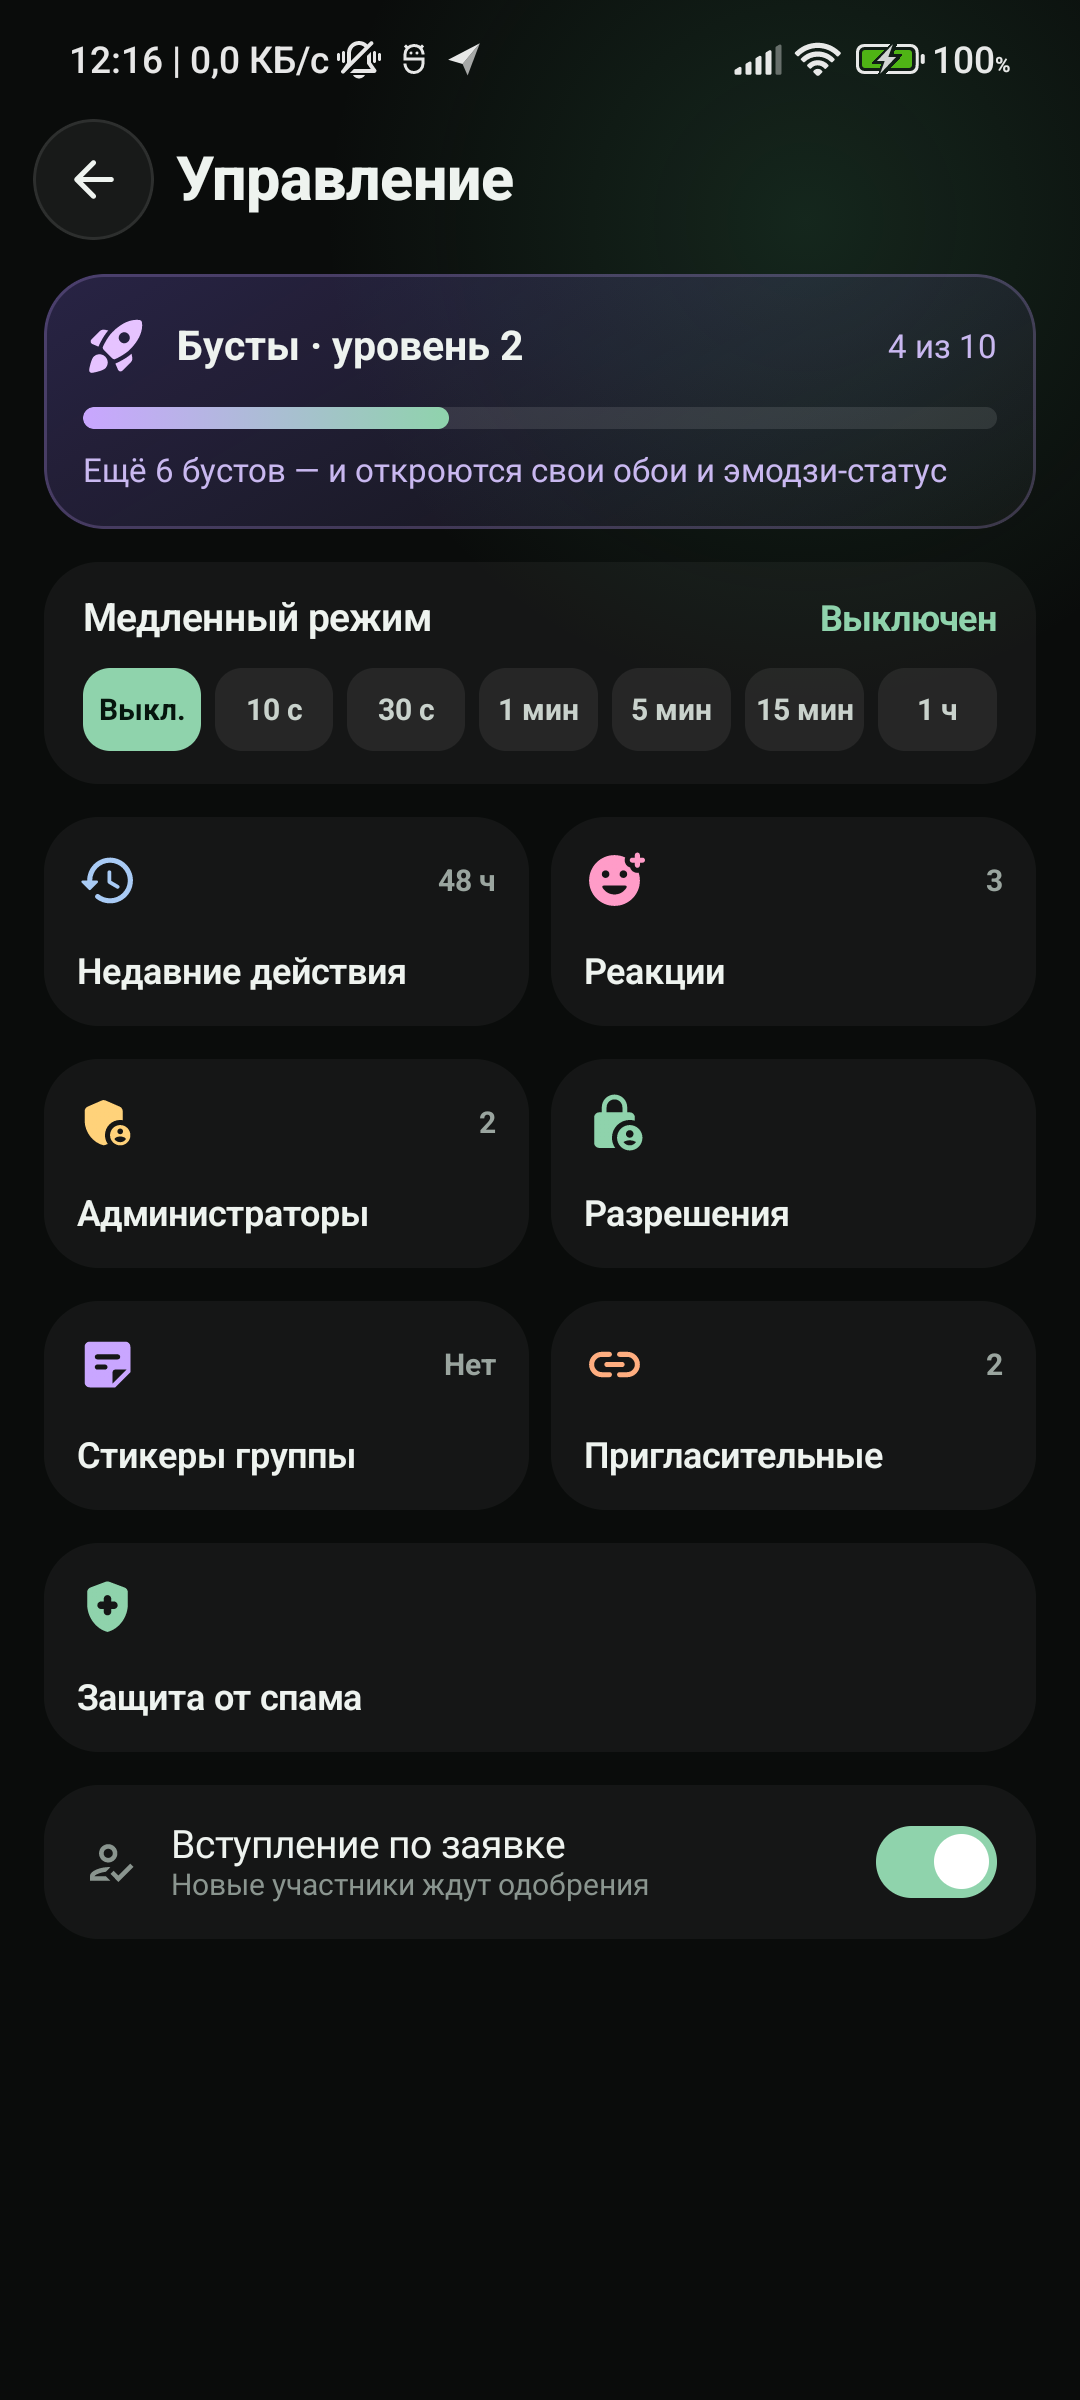 12:16 | 0,0 КБ/с 100%
Управление
Бусты · уровень 2 4 из 10
Ещё 6 бустов — и откроются свои обои и эмодзи-статус
Медленный режим Выключен
Выкл. 10 с 30 с 1 мин 5 мин 15 мин 1 ч
48 ч 3
Недавние действия Реакции
2
Администраторы Разрешения
Нет 2
Стикеры группы Пригласительные
Защита от спама
Вступление по заявке
Новые участники ждут одобрения